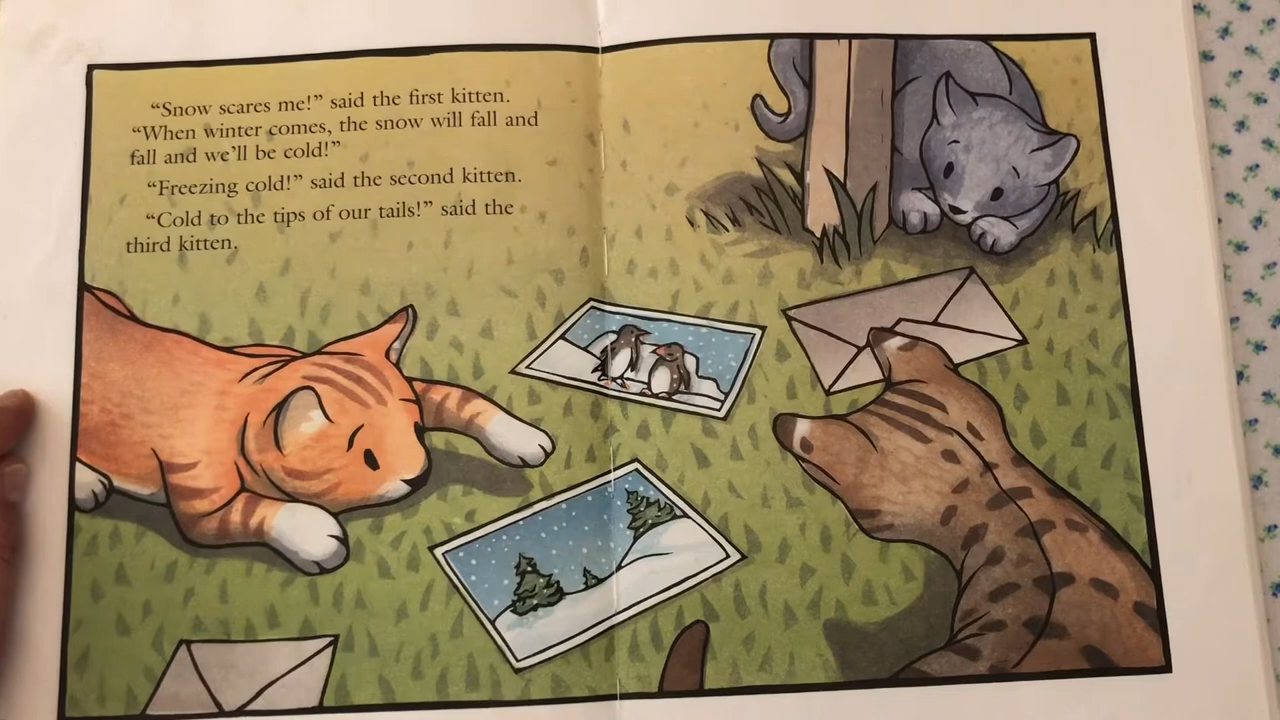 “Snow scares me!” said the first kitten.
“When winter comes, the snow will fall and
fall and we’ll be cold!”
“Freezing cold!” said the second kitten.
“Cold to the tips of our tails!” said the
third kitten.